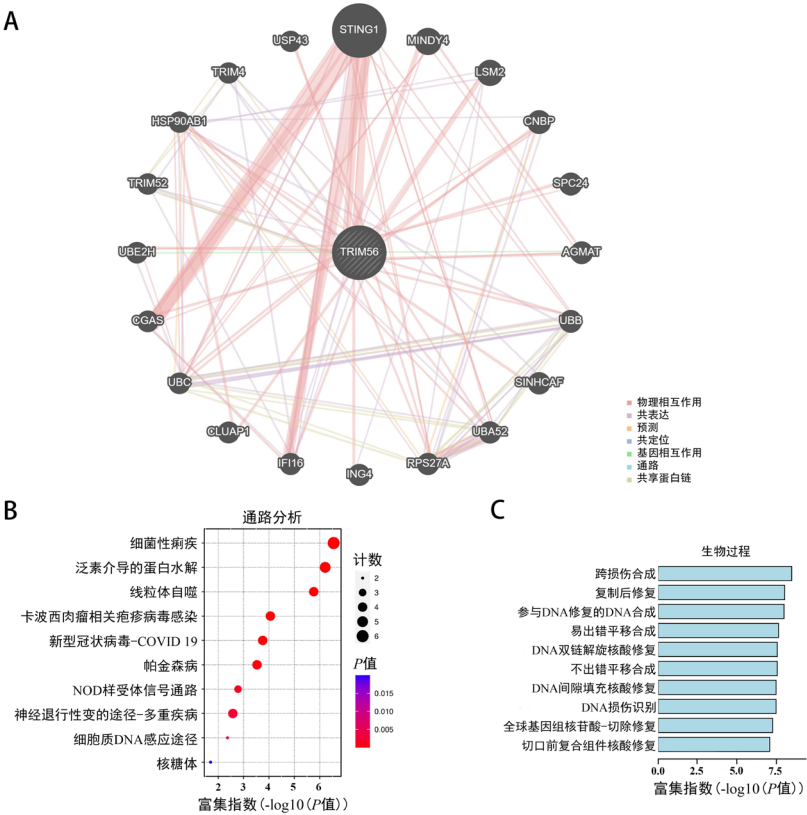 A
STING1
USP43
MINDY4
TRIM4
LSM2
HSP90AB1
CNBP
TRIM52
SPC24
UBE2H
TRIM56
AGMAT
CGAS
UBB
UBC
SINHCAF
CLUAP1
UBA52
IFI16
ING4
RPS27A
物理相互作用
共表达
预测
共定位
基因相互作用
通路
共享蛋白链
B
通路分析
细菌性痢疾
泛素介导的蛋白水解
线粒体自噬
卡波西肉瘤相关疱疹病毒感染
新型冠状病毒-COVID 19
帕金森病
NOD样受体信号通路
神经退行性变的途径-多重疾病
细胞质DNA感应途径
核糖体
2 3 4 5 6
富集指数(-log10(P值))
计数
2
3
4
5
6
P值
0.015
0.010
0.005
C
生物过程
跨损伤合成
复制后修复
参与DNA修复的DNA合成
易出错平移合成
DNA双链解旋核酸修复
不出错平移合成
DNA间隙填充核酸修复
DNA损伤识别
全球基因组核苷酸-切除修复
切口前复合组件核酸修复
0.0 2.5 5.0 7.5
富集指数(-log10(P值))